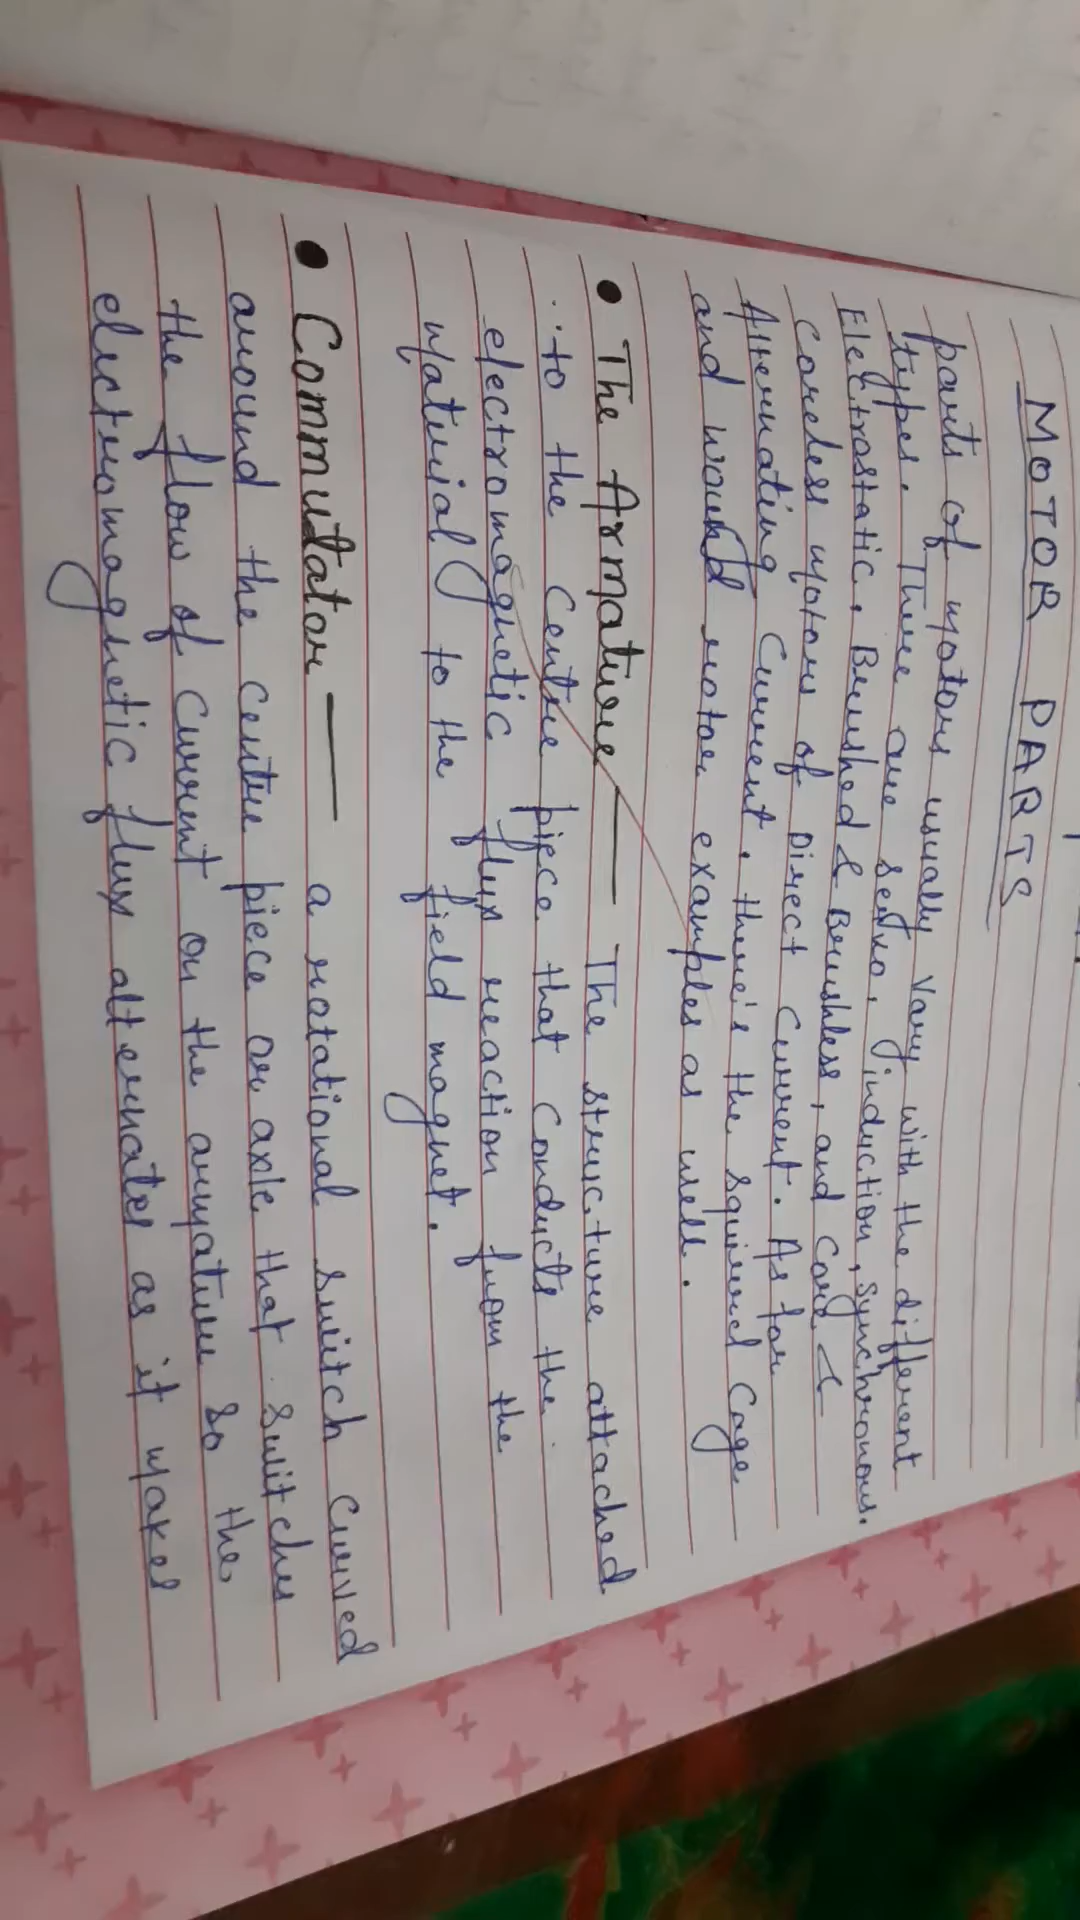 MOTOR PARTS
parts of motors usually vary with the different
types. There are servo, induction, synchronous.
Electrostatic, Brushed & Brushless, and Cord &
Coreless motors of Direct Current. As for
Alternating Current, there's the squirrel Cage
and wound rotor examples as well.
• The Armature — The structure attached
to the Centre piece that Conducts the
electromagnetic flux reaction from the
material to the field magnet.
• Commutator — a rotational switch Curved
around the centre piece or axle that switches
the flow of Current on the armature so the
electromagnetic flux alternates as it makes